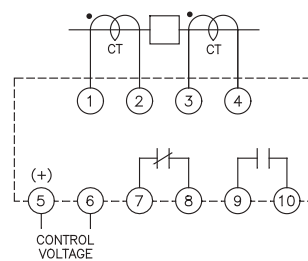 CT CT
1 2 3 4
(+)
5 6 7 8 9 10
CONTROL
VOLTAGE